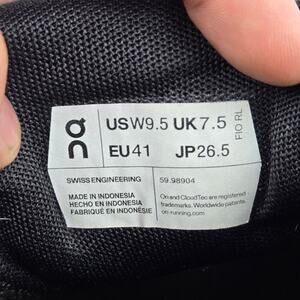 on
US W9.5 UK 7.5
EU 41 JP 26.5
FIO RL
SWISS ENGINEERING 59.98904
MADE IN INDONESIA
HECHO EN INDONESIA
FABRIQUÉ EN INDONÉSIE
On and CloudTec are registered
trademarks. Worldwide patents.
on-running.com